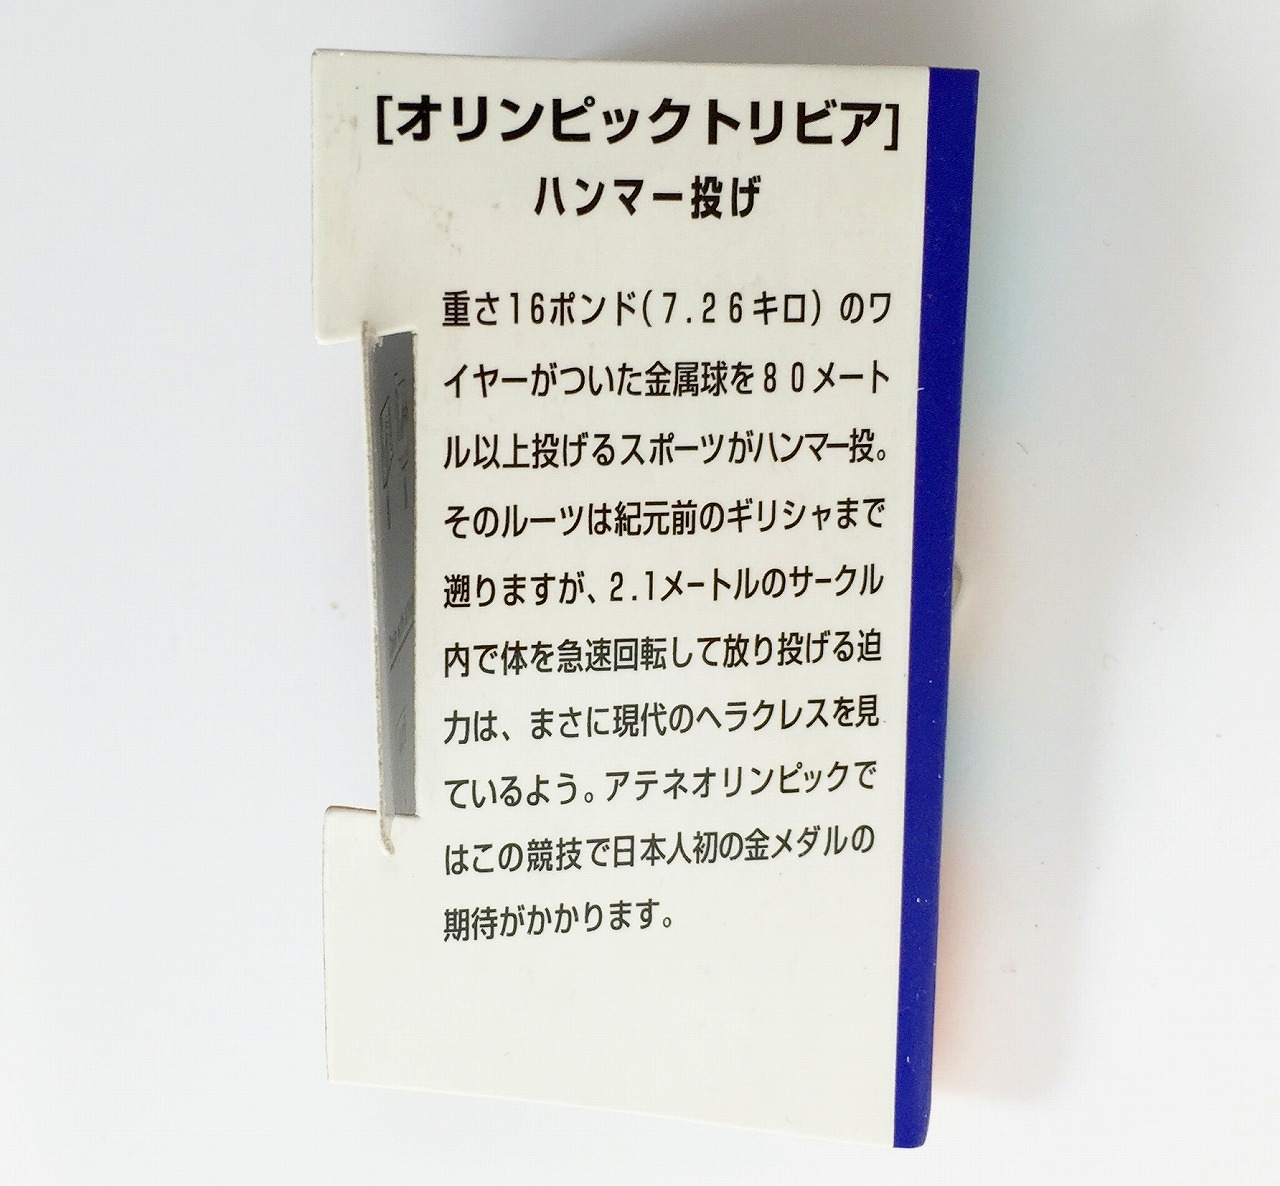 [オリンピックトリビア]
ハンマー投げ
重さ16ポンド(7.26キロ)のワ
イヤーがついた金属球を80メート
ル以上投げるスポーツがハンマー投。
そのルーツは紀元前のギリシャまで
遡りますが、2.1メートルのサークル
内で体を急速回転して放り投げる迫
力は、まさに現代のヘラクレスを見
ているよう。アテネオリンピックで
はこの競技で日本人初の金メダルの
期待がかかります。